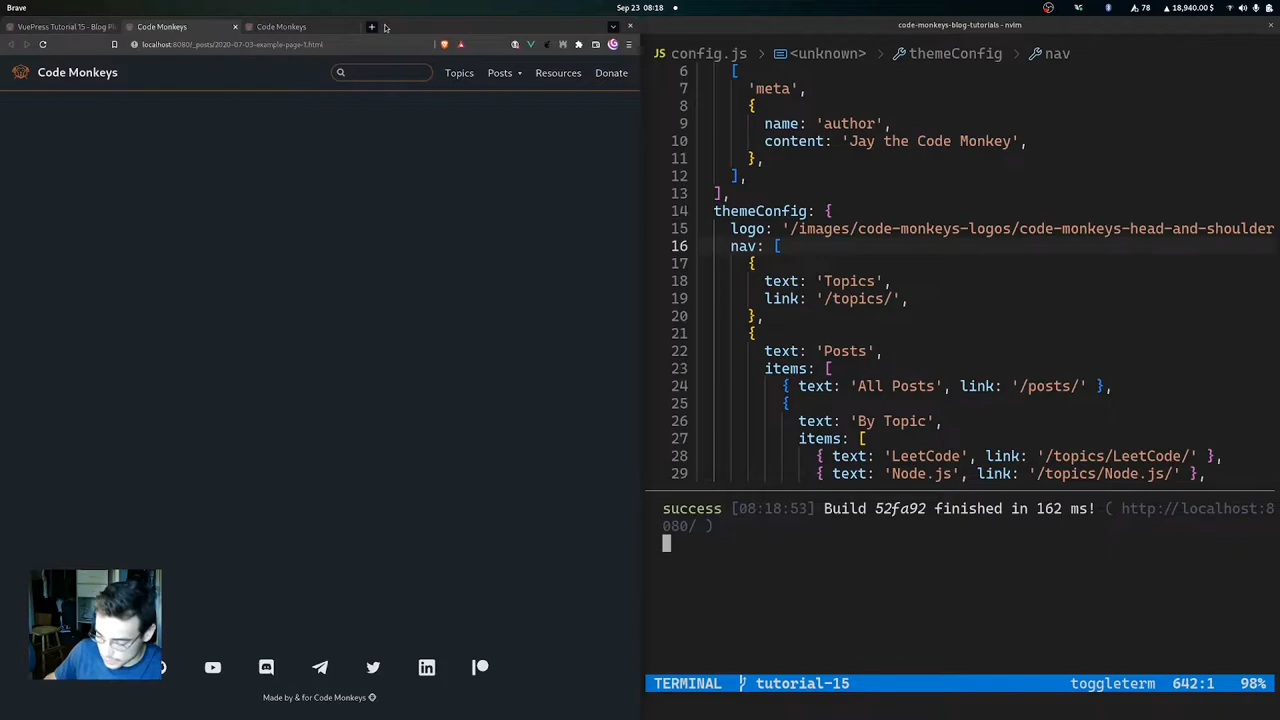 Brave
Sep 23 08:18
78
18,940.00
VuePress Tutorial 15 - Blog Pl
Code Monkeys
Code Monkeys
localhost:8080/_posts/2020-07-03-example-page-1.html
Code Monkeys
Topics
Posts
Resources
Donate
Made by & for Code Monkeys
code-monkeys-blog-tutorials - nvim
JS config.js > <unknown> > themeConfig > nav
6 [
7 'meta',
8 {
9 name: 'author',
10 content: 'Jay the Code Monkey',
11 },
12 ],
13 ],
14 themeConfig: {
15 logo: '/images/code-monkeys-logos/code-monkeys-head-and-shoulder
16 nav: [
17 {
18 text: 'Topics',
19 link: '/topics/',
20 },
21 {
22 text: 'Posts',
23 items: [
24 { text: 'All Posts', link: '/posts/' },
25 {
26 text: 'By Topic',
27 items: [
28 { text: 'LeetCode', link: '/topics/LeetCode/' },
29 { text: 'Node.js', link: '/topics/Node.js/' },
success [08:18:53] Build 52fa92 finished in 162 ms! ( http://localhost:8
080/ )
TERMINAL tutorial-15 toggleterm 642:1 98%